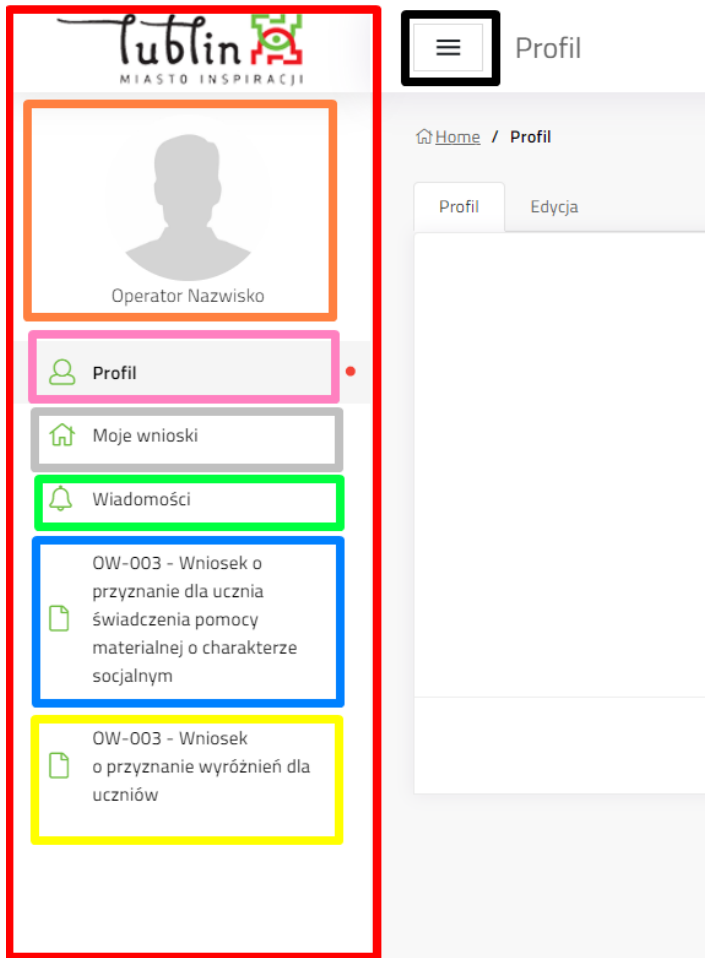 lublin
MIASTO INSPIRACJI
Profil
Home / Profil
Profil Edycja
Operator Nazwisko
Profil
Moje wnioski
Wiadomości
OW-003 - Wniosek o
przyznanie dla ucznia
świadczenia pomocy
materialnej o charakterze
socjalnym
OW-003 - Wniosek
o przyznanie wyróżnień dla
uczniów